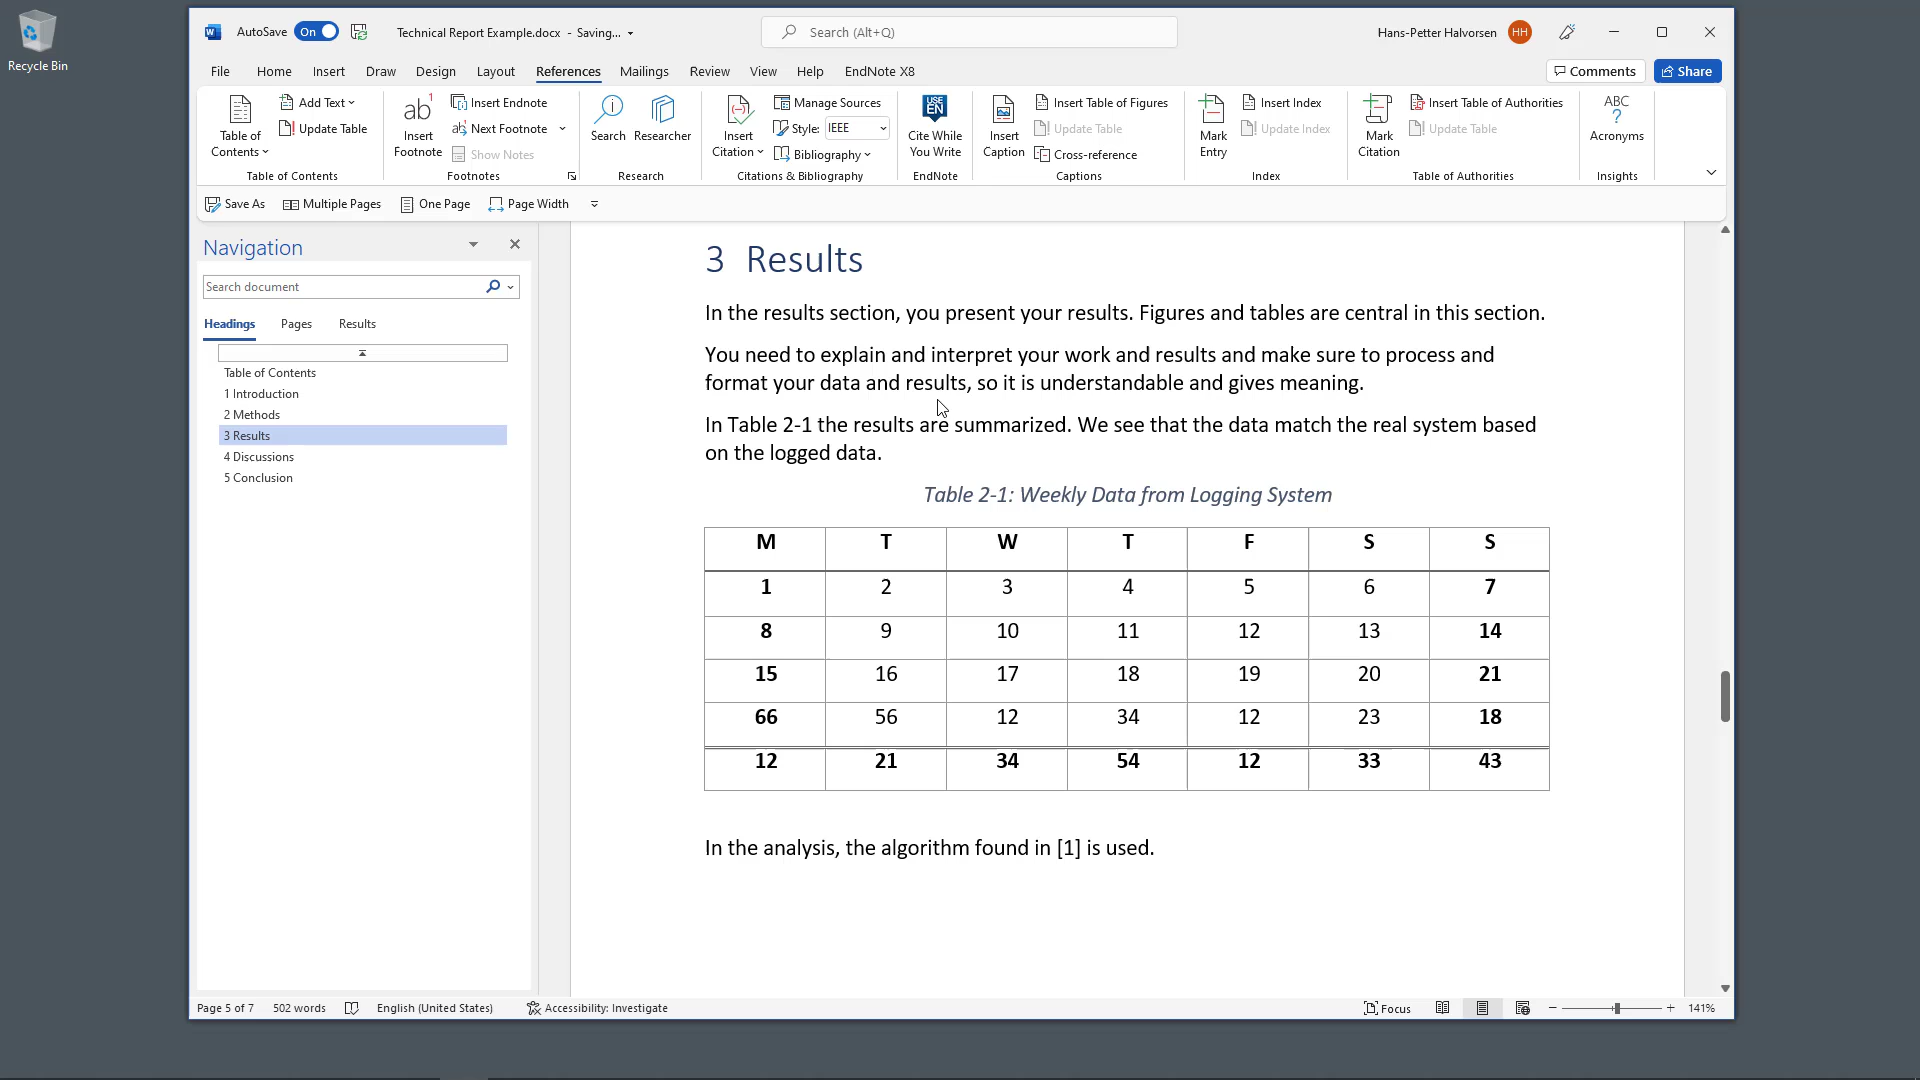 Recycle Bin
AutoSave On Technical Report Example.docx - Saving... Search (Alt+Q) Hans-Petter Halvorsen HH
File Home Insert Draw Design Layout References Mailings Review View Help EndNote X8 Comments Share
Table of Contents
Add Text
Update Table
Table of Contents
ab 1
Insert Footnote
Insert Endnote
Next Footnote
Show Notes
Footnotes
Search
Researcher
Research
Insert Citation
Manage Sources
Style: IEEE
Bibliography
Citations & Bibliography
USE EN
Cite While You Write
EndNote
Insert Caption
Insert Table of Figures
Update Table
Cross-reference
Captions
Mark Entry
Insert Index
Update Index
Index
Mark Citation
Insert Table of Authorities
Update Table
Table of Authorities
ABC ?
Acronyms
Insights
Save As Multiple Pages One Page Page Width
Navigation
Search document
Headings Pages Results
Table of Contents
1 Introduction
2 Methods
3 Results
4 Discussions
5 Conclusion
3 Results
In the results section, you present your results. Figures and tables are central in this section.
You need to explain and interpret your work and results and make sure to process and
format your data and results, so it is understandable and gives meaning.
In Table 2-1 the results are summarized. We see that the data match the real system based
on the logged data.
Table 2-1: Weekly Data from Logging System
M T W T F S S
1 2 3 4 5 6 7
8 9 10 11 12 13 14
15 16 17 18 19 20 21
66 56 12 34 12 23 18
12 21 34 54 12 33 43
In the analysis, the algorithm found in [1] is used.
Page 5 of 7 502 words English (United States) Accessibility: Investigate Focus 141%